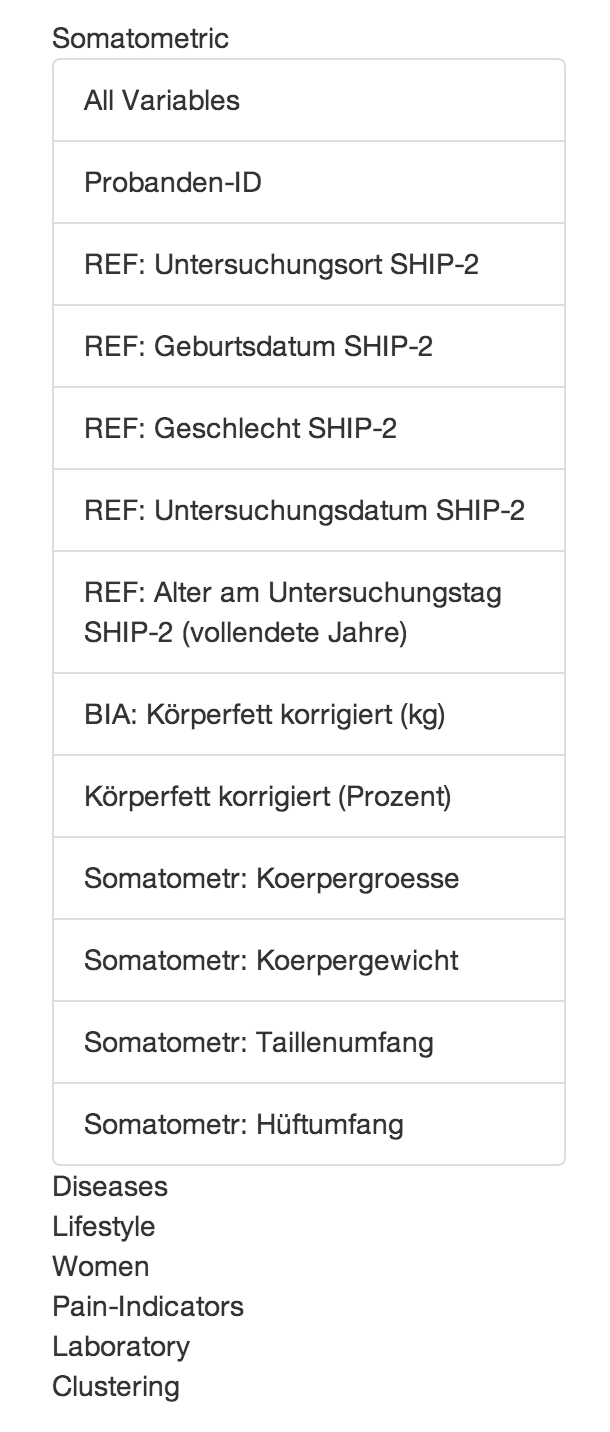 Somatometric
All Variables
Probanden-ID
REF: Untersuchungsort SHIP-2
REF: Geburtsdatum SHIP-2
REF: Geschlecht SHIP-2
REF: Untersuchungsdatum SHIP-2
REF: Alter am Untersuchungstag
SHIP-2 (vollendete Jahre)
BIA: Körperfett korrigiert (kg)
Körperfett korrigiert (Prozent)
Somatometr: Koerpergroesse
Somatometr: Koerpergewicht
Somatometr: Taillenumfang
Somatometr: Hüftumfang
Diseases
Lifestyle
Women
Pain-Indicators
Laboratory
Clustering